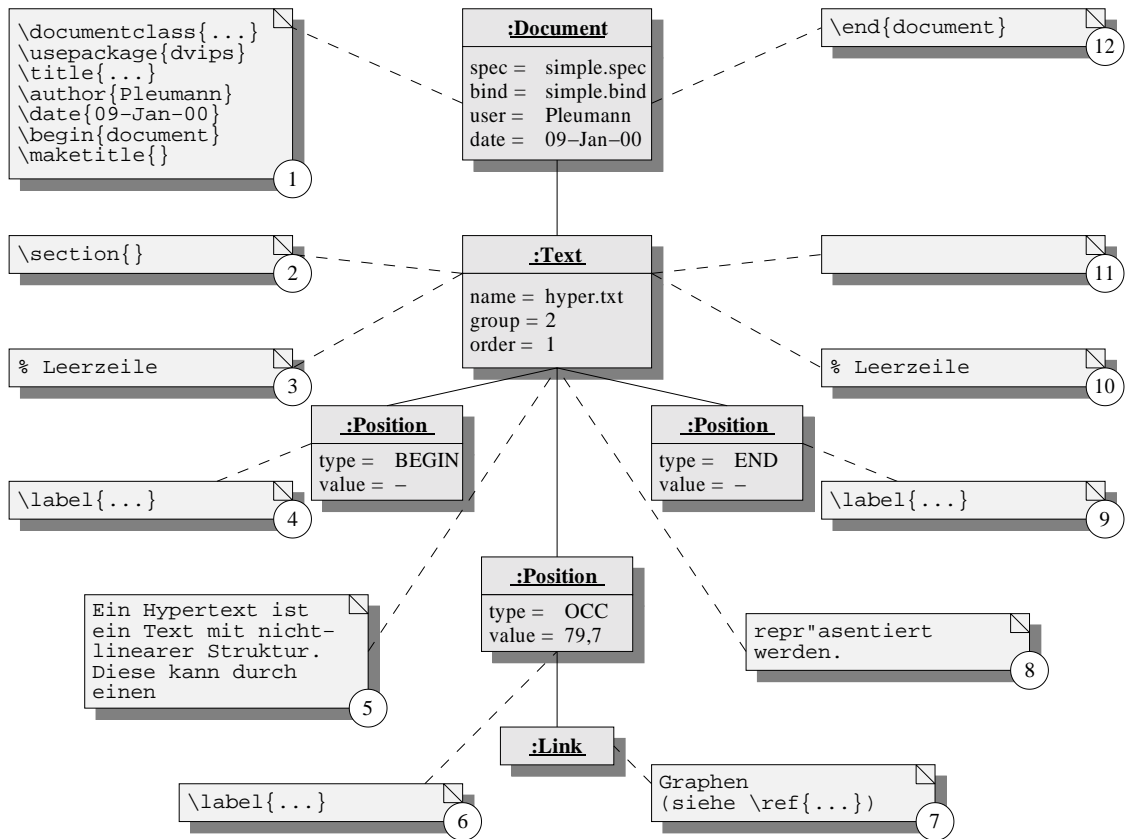 \documentclass{...}
\usepackage{dvips}
\title{...}
\author{Pleumann}
\date{09-Jan-00}
\begin{document}
\maketitle{}
1
:Document
spec = simple.spec
bind = simple.bind
user = Pleumann
date = 09−Jan−00
\end{document}
12
\section{}
2
:Text
name = hyper.txt
group = 2
order = 1
11
% Leerzeile
3
% Leerzeile
10
:Position
type = BEGIN
value = −
:Position
type = END
value = −
\label{...}
4
\label{...}
9
:Position
type = OCC
value = 79,7
Ein Hypertext ist
ein Text mit nicht-
linearer Struktur.
Diese kann durch
einen
5
repr"asentiert
werden.
8
:Link
\label{...}
6
Graphen
(siehe \ref{...})
7